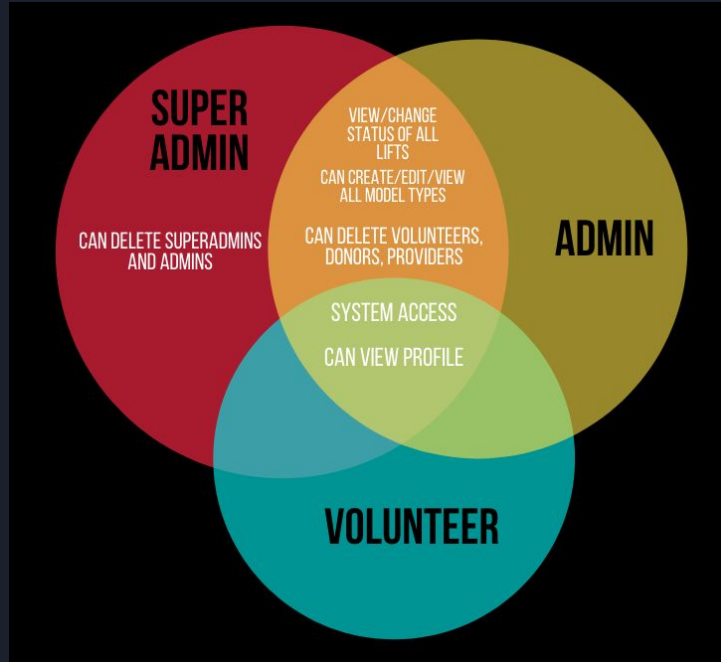 SUPER
ADMIN
VIEW/CHANGE
STATUS OF ALL
LIFTS
CAN CREATE/EDIT/VIEW
ALL MODEL TYPES
CAN DELETE SUPERADMINS
AND ADMINS
CAN DELETE VOLUNTEERS,
DONORS, PROVIDERS
ADMIN
SYSTEM ACCESS
CAN VIEW PROFILE
VOLUNTEER